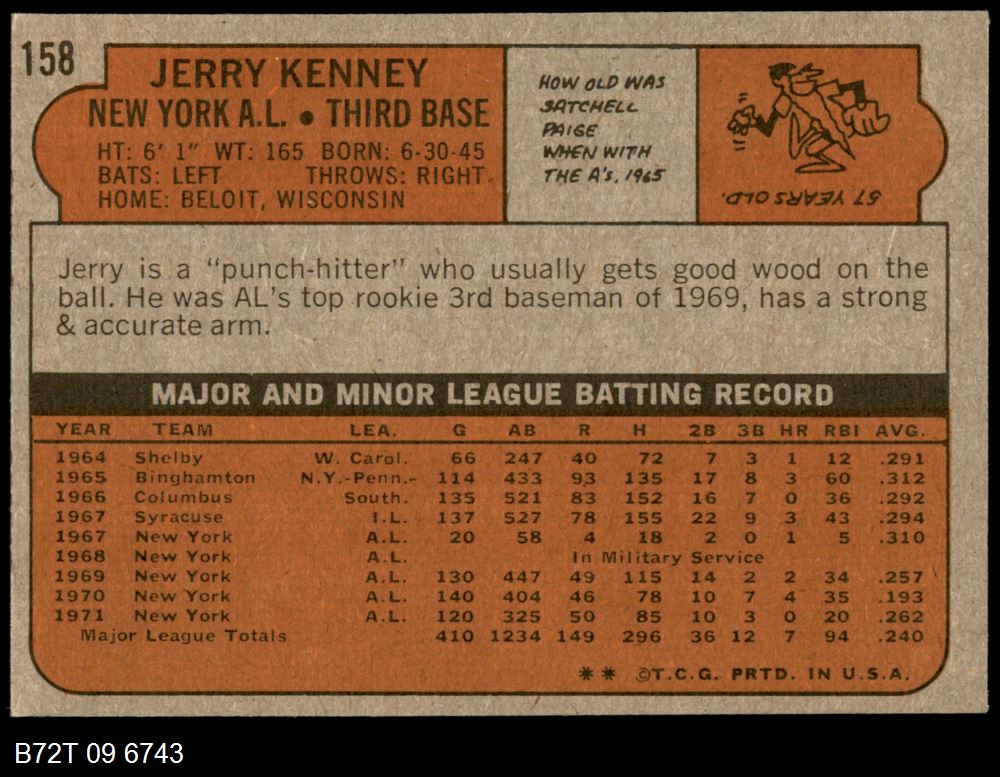 158
JERRY KENNEY
NEW YORK A.L. • THIRD BASE
HT: 6' 1" WT: 165 BORN: 6-30-45
BATS: LEFT THROWS: RIGHT
HOME: BELOIT, WISCONSIN
HOW OLD WAS
SATCHELL
PAIGE
WHEN WITH
THE A'S, 1965
57 YEARS OLD.
Jerry is a “punch-hitter” who usually gets good wood on the
ball. He was AL’s top rookie 3rd baseman of 1969, has a strong
& accurate arm.
MAJOR AND MINOR LEAGUE BATTING RECORD
YEAR TEAM LEA. G AB R H 2B 3B HR RBI AVG.
1964 Shelby W. Carol. 66 247 40 72 7 3 1 12 .291
1965 Binghamton N.Y.-Penn.- 114 433 93 135 17 8 3 60 .312
1966 Columbus South. 135 521 83 152 16 7 0 36 .292
1967 Syracuse I.L. 137 527 78 155 22 9 3 43 .294
1967 New York A.L. 20 58 4 18 2 0 1 5 .310
1968 New York A.L. In Military Service
1969 New York A.L. 130 447 49 115 14 2 2 34 .257
1970 New York A.L. 140 404 46 78 10 7 4 35 .193
1971 New York A.L. 120 325 50 85 10 3 0 20 .262
Major League Totals 410 1234 149 296 36 12 7 94 .240
** ©T.C.G. PRTD. IN U.S.A.
B72T 09 6743